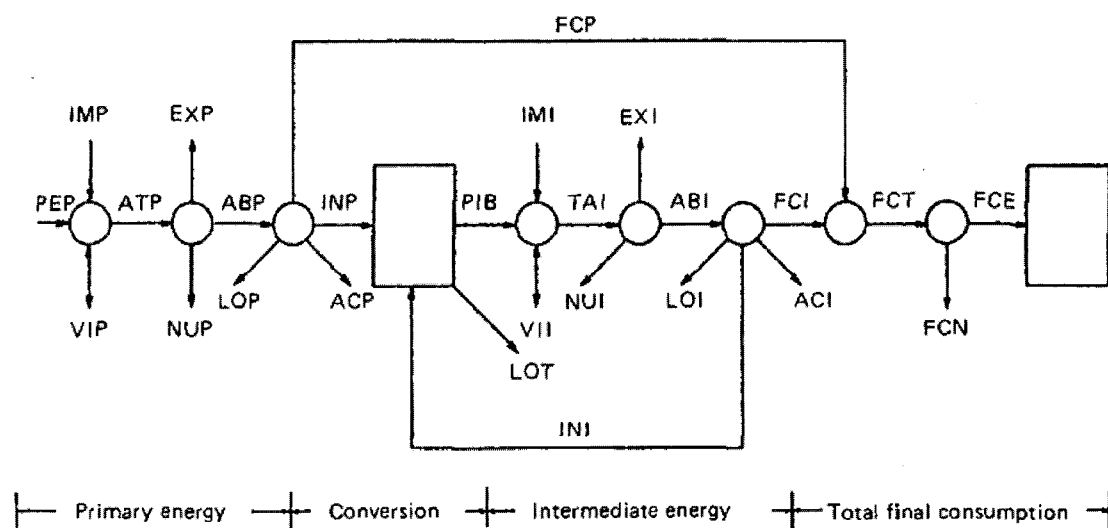 FCP
IMP EXP IMI EXI
PEP ATP ABP INP PIB TAI ABI FCI FCT FCE
LOP ACP NUI LOI ACI
VIP NUP VII FCN
LOT
INI
Primary energy Conversion Intermediate energy Total final consumption